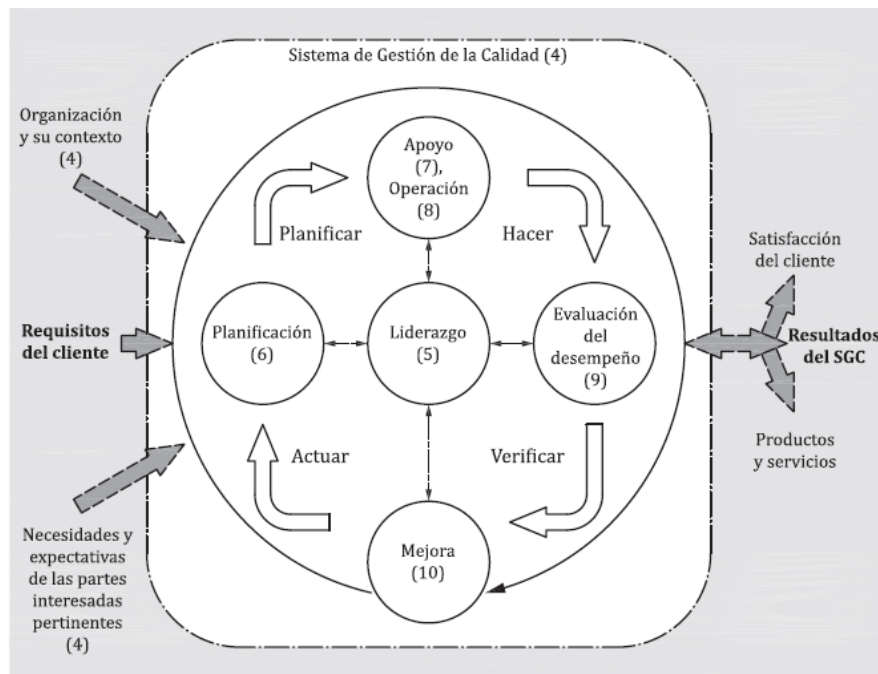 Sistema de Gestión de la Calidad (4)
Organización
y su contexto
(4)
Apoyo
(7),
Operación
(8)
Planificar
Hacer
Satisfacción
del cliente
Requisitos
del cliente
Planificación
(6)
Liderazgo
(5)
Evaluación
del
desempeño
(9)
Resultados
del SGC
Actuar
Verificar
Productos
y servicios
Necesidades y
expectativas
de las partes
interesadas
pertinentes
(4)
Mejora
(10)